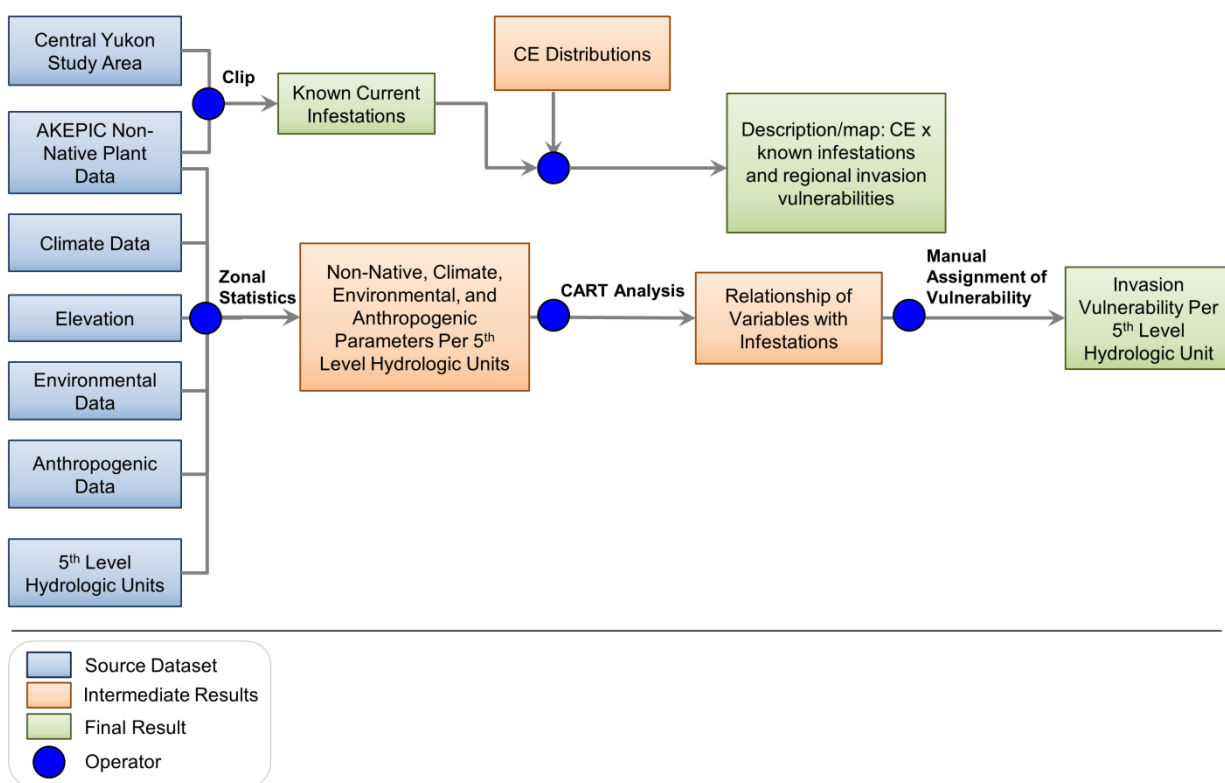 Central Yukon
Study Area
Clip
AKEPIC Non-
Native Plant
Data
Known Current
Infestations
CE Distributions
Description/map: CE x
known infestations
and regional invasion
vulnerabilities
Climate Data
Elevation
Environmental
Data
Anthropogenic
Data
5th Level
Hydrologic Units
Zonal
Statistics
Non-Native, Climate,
Environmental, and
Anthropogenic
Parameters Per 5th
Level Hydrologic Units
CART Analysis
Relationship of
Variables with
Infestations
Manual
Assignment of
Vulnerability
Invasion
Vulnerability Per
5th Level
Hydrologic Unit
Source Dataset
Intermediate Results
Final Result
Operator